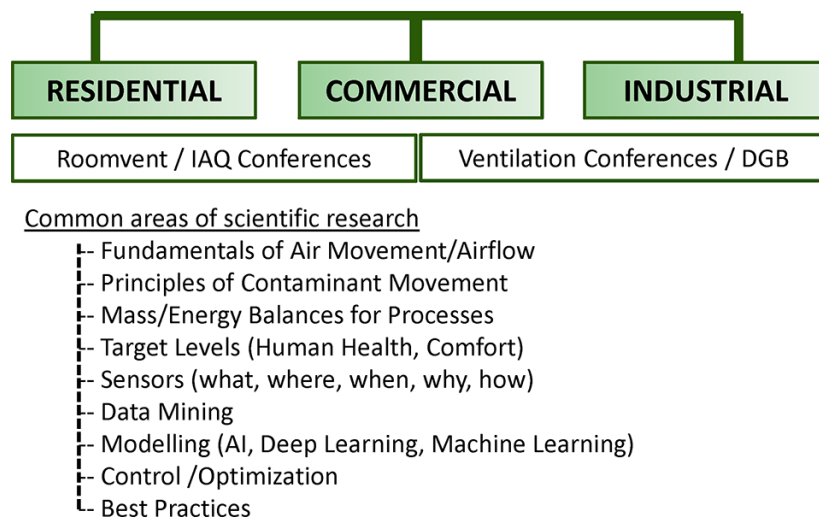 RESIDENTIAL COMMERCIAL INDUSTRIAL
Roomvent / IAQ Conferences Ventilation Conferences / DGB
Common areas of scientific research
-- Fundamentals of Air Movement/Airflow
-- Principles of Contaminant Movement
-- Mass/Energy Balances for Processes
-- Target Levels (Human Health, Comfort)
-- Sensors (what, where, when, why, how)
-- Data Mining
-- Modelling (AI, Deep Learning, Machine Learning)
-- Control /Optimization
-- Best Practices